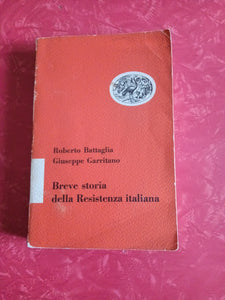 Roberto Battaglia
Giuseppe Garritano
Breve storia
della Resistenza italiana